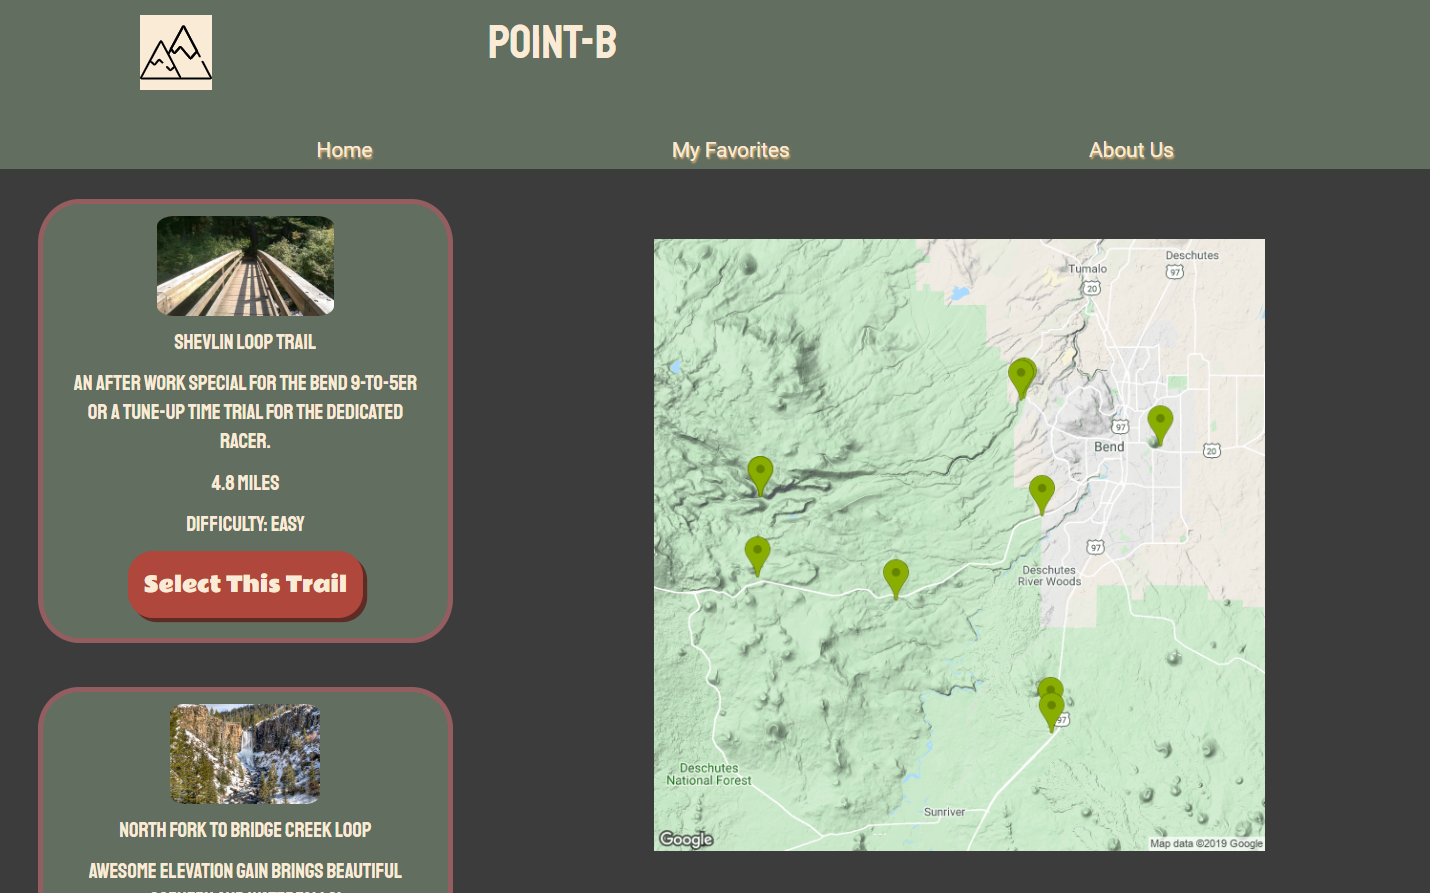 POINT-B
Home
My Favorites
About Us
SHEVLIN LOOP TRAIL
AN AFTER WORK SPECIAL FOR THE BEND 9-TO-5ER
OR A TUNE-UP TIME TRIAL FOR THE DEDICATED
RACER.
4.8 MILES
DIFFICULTY: EASY
Select This Trail
NORTH FORK TO BRIDGE CREEK LOOP
AWESOME ELEVATION GAIN BRINGS BEAUTIFUL
Deschutes
Tumalo
97
20
97
Bend
20
97
Deschutes
River Woods
97
Deschutes
National Forest
Sunriver
Google
Map data ©2019 Google